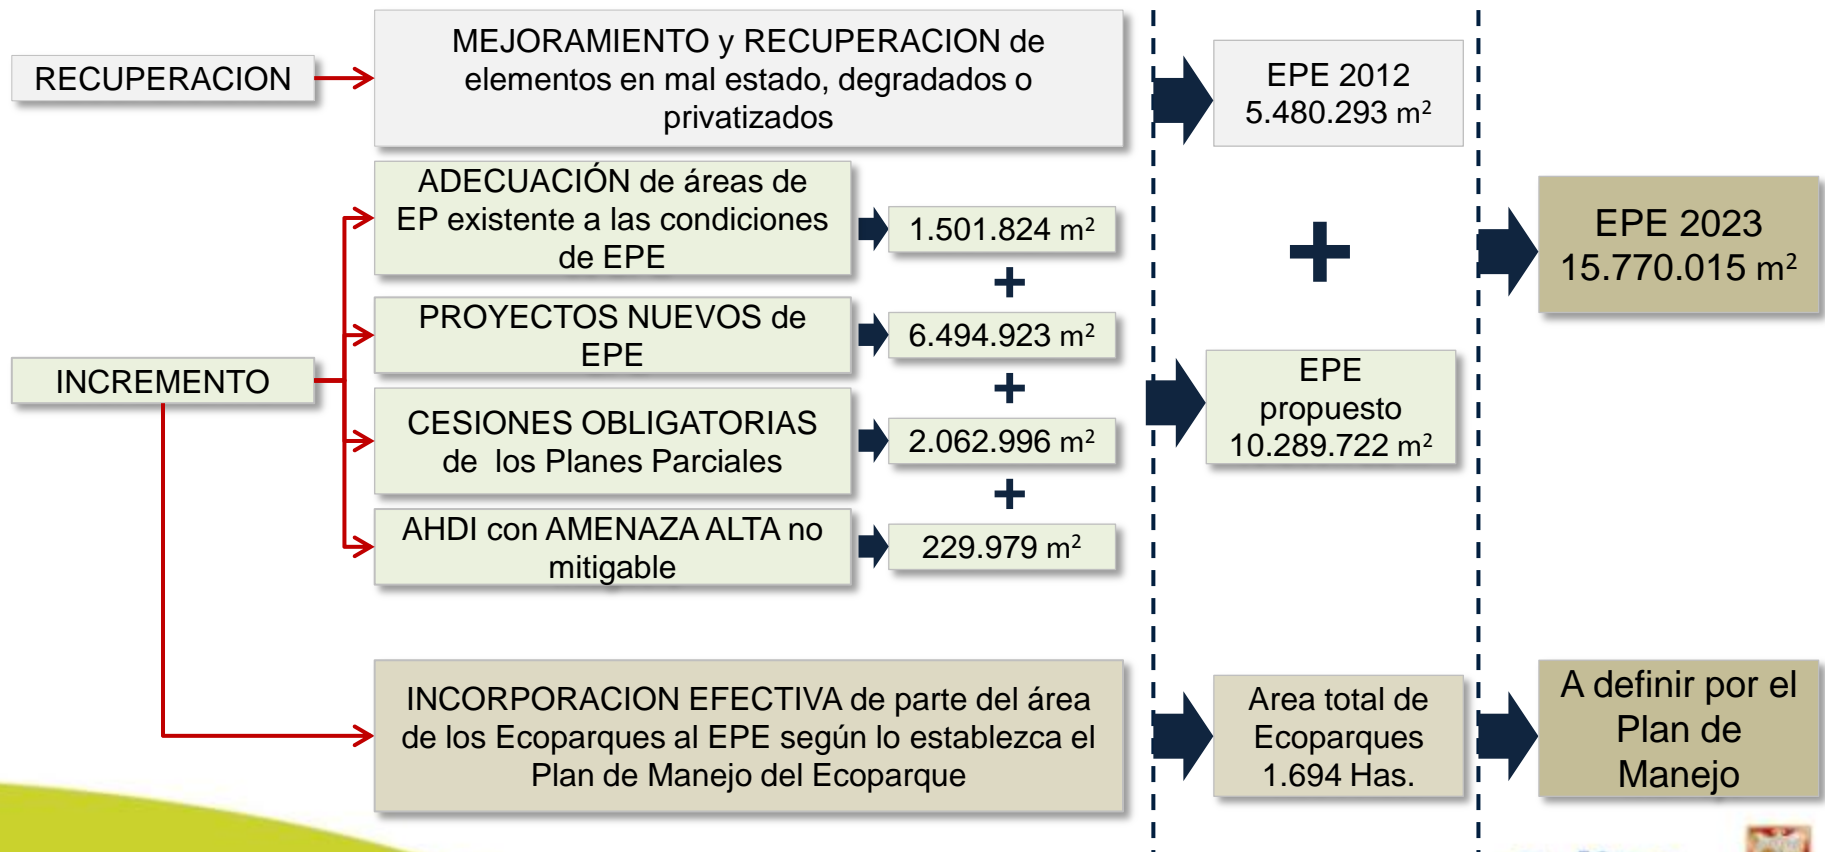 RECUPERACION
MEJORAMIENTO y RECUPERACION de
elementos en mal estado, degradados o
privatizados
EPE 2012
5.480.293 m²
INCREMENTO
ADECUACIÓN de áreas de
EP existente a las condiciones
de EPE
1.501.824 m²
+
PROYECTOS NUEVOS de
EPE
6.494.923 m²
+
CESIONES OBLIGATORIAS
de los Planes Parciales
2.062.996 m²
+
AHDI con AMENAZA ALTA no
mitigable
229.979 m²
+
EPE
propuesto
10.289.722 m²
EPE 2023
15.770.015 m²
INCORPORACION EFECTIVA de parte del área
de los Ecoparques al EPE según lo establezca el
Plan de Manejo del Ecoparque
Area total de
Ecoparques
1.694 Has.
A definir por el
Plan de
Manejo